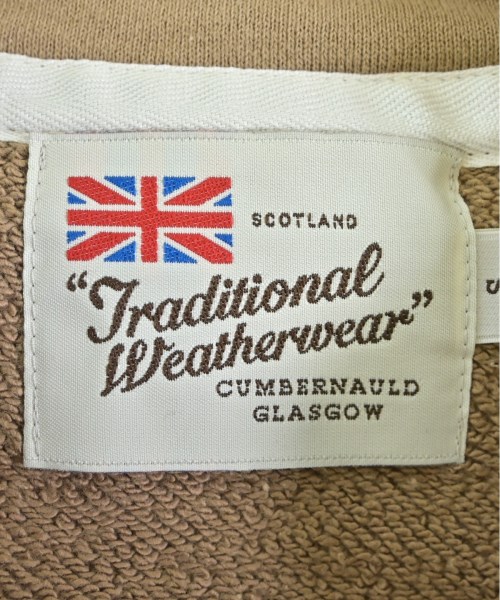 SCOTLAND
"Traditional
Weatherwear"
CUMBERNAULD
GLASGOW